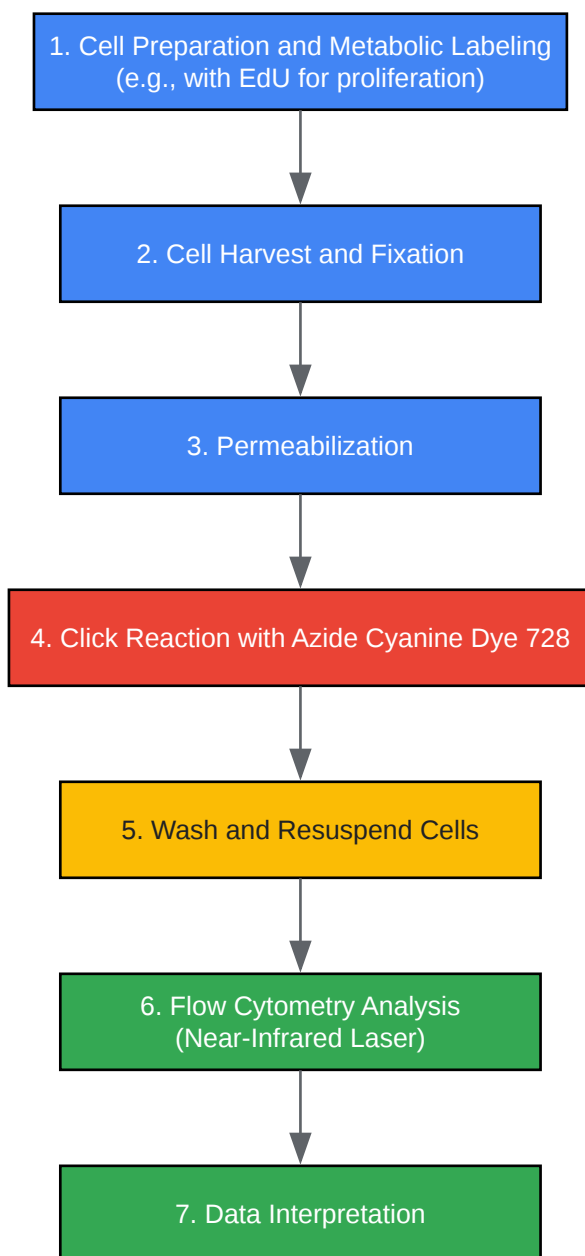 1. Cell Preparation and Metabolic Labeling
(e.g., with EdU for proliferation)
2. Cell Harvest and Fixation
3. Permeabilization
4. Click Reaction with Azide Cyanine Dye 728
5. Wash and Resuspend Cells
6. Flow Cytometry Analysis
(Near-Infrared Laser)
7. Data Interpretation